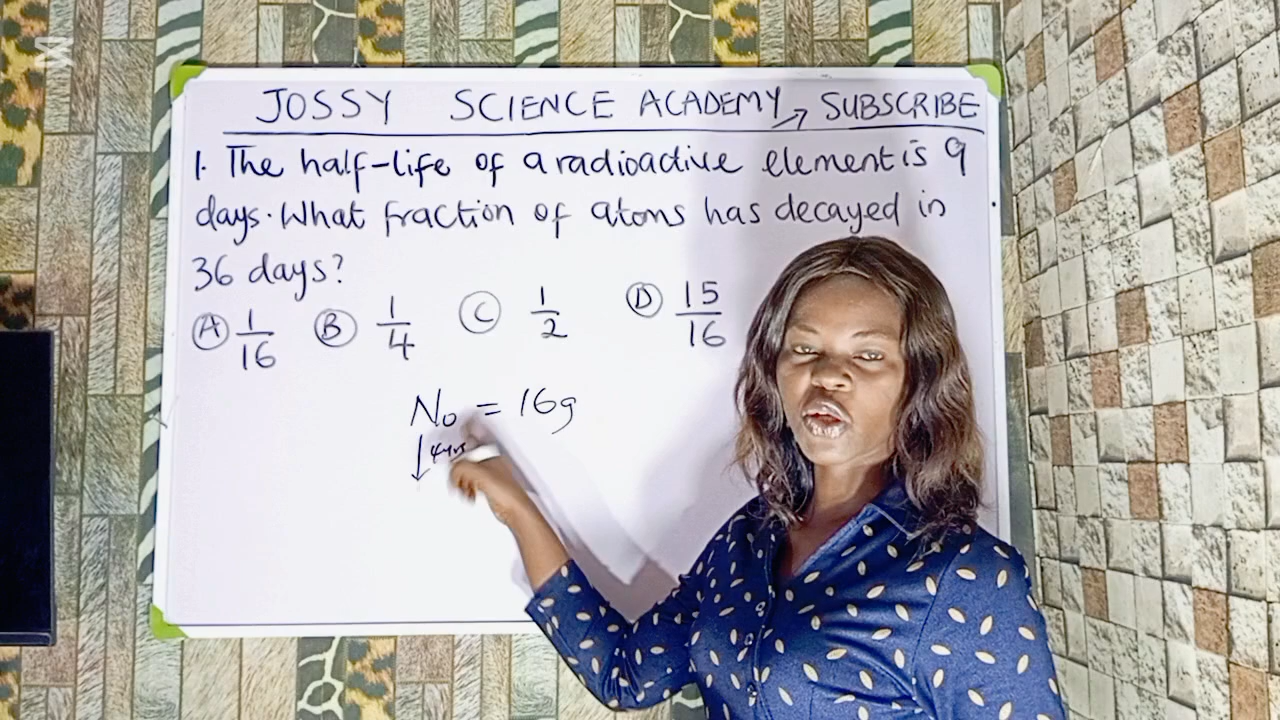 JOSSY SCIENCE ACADEMY → SUBSCRIBE
1. The half-life of a radioactive element is 9
days. What fraction of atoms has decayed in
36 days?
(A) 1/16 (B) 1/4 (C) 1/2 (D) 15/16
No = 16g